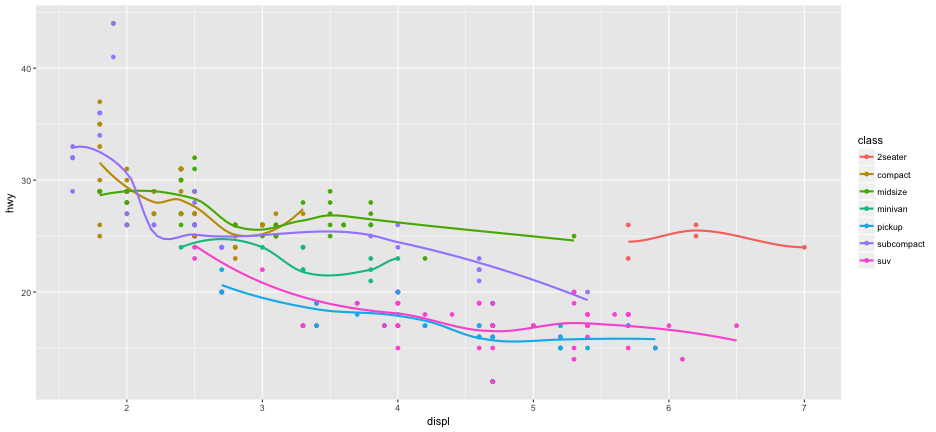 hwy
40
30
20
2
3
4
5
6
7
displ
class
2seater
compact
midsize
minivan
pickup
subcompact
suv